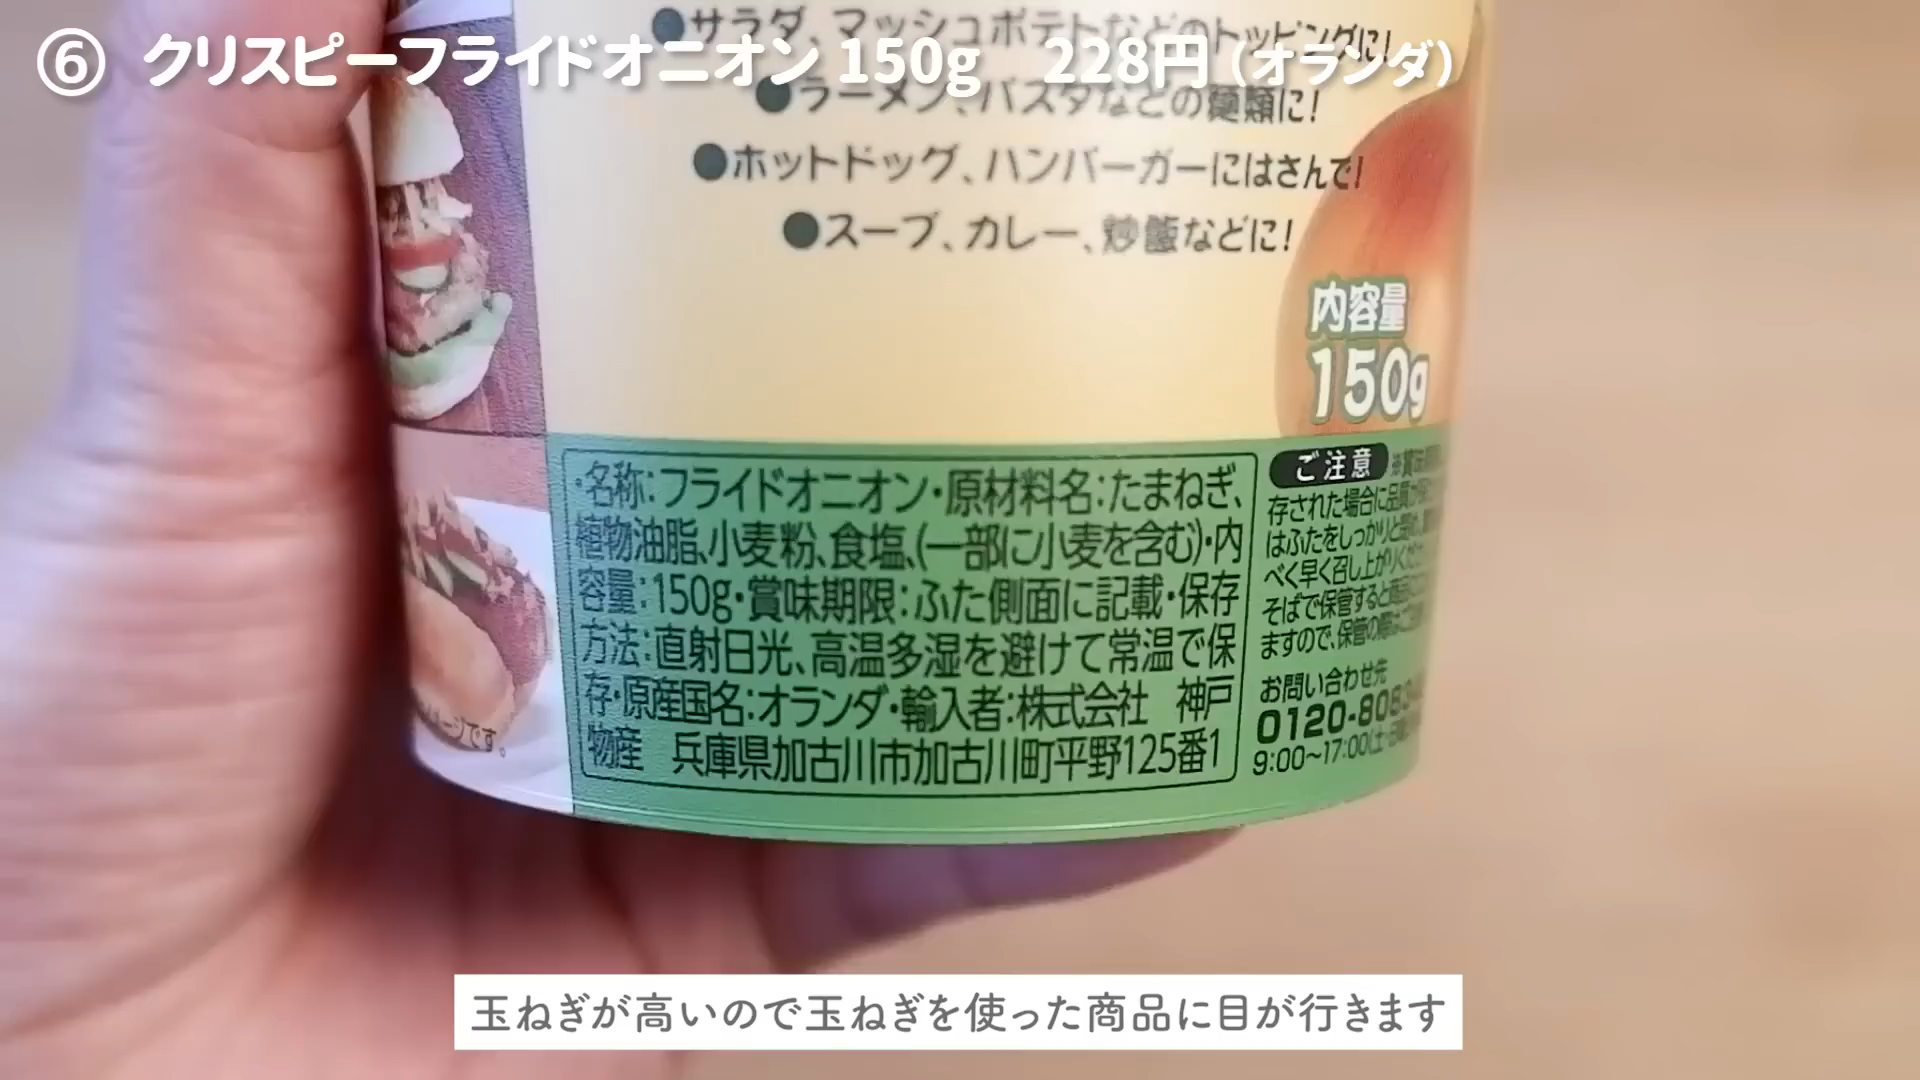 ⑥ クリスピーフライドオニオン 150g 228円（オランダ）
●サラダ、マッシュポテトなどのトッピングに!
●ラーメン、パスタなどの麺類に!
●ホットドッグ、ハンバーガーにはさんで!
●スープ、カレー、炒飯などに!
内容量
150g
・名称：フライドオニオン・原材料名：たまねぎ、
植物油脂、小麦粉、食塩、(一部に小麦を含む)・内
容量：150g・賞味期限：ふた側面に記載・保存
方法：直射日光、高温多湿を避けて常温で保
存・原産国名：オランダ・輸入者：株式会社 神戸
物産 兵庫県加古川市加古川町平野125番1
ご注意
存された場合に品質が
はふたをしっかりと
べく早く召し上がりくだ
そばで保管すると商品に
ますので、保管の際は
お問い合わせ先
0120-808
9:00~17:00(土
ージです。
玉ねぎが高いので玉ねぎを使った商品に目が行きます